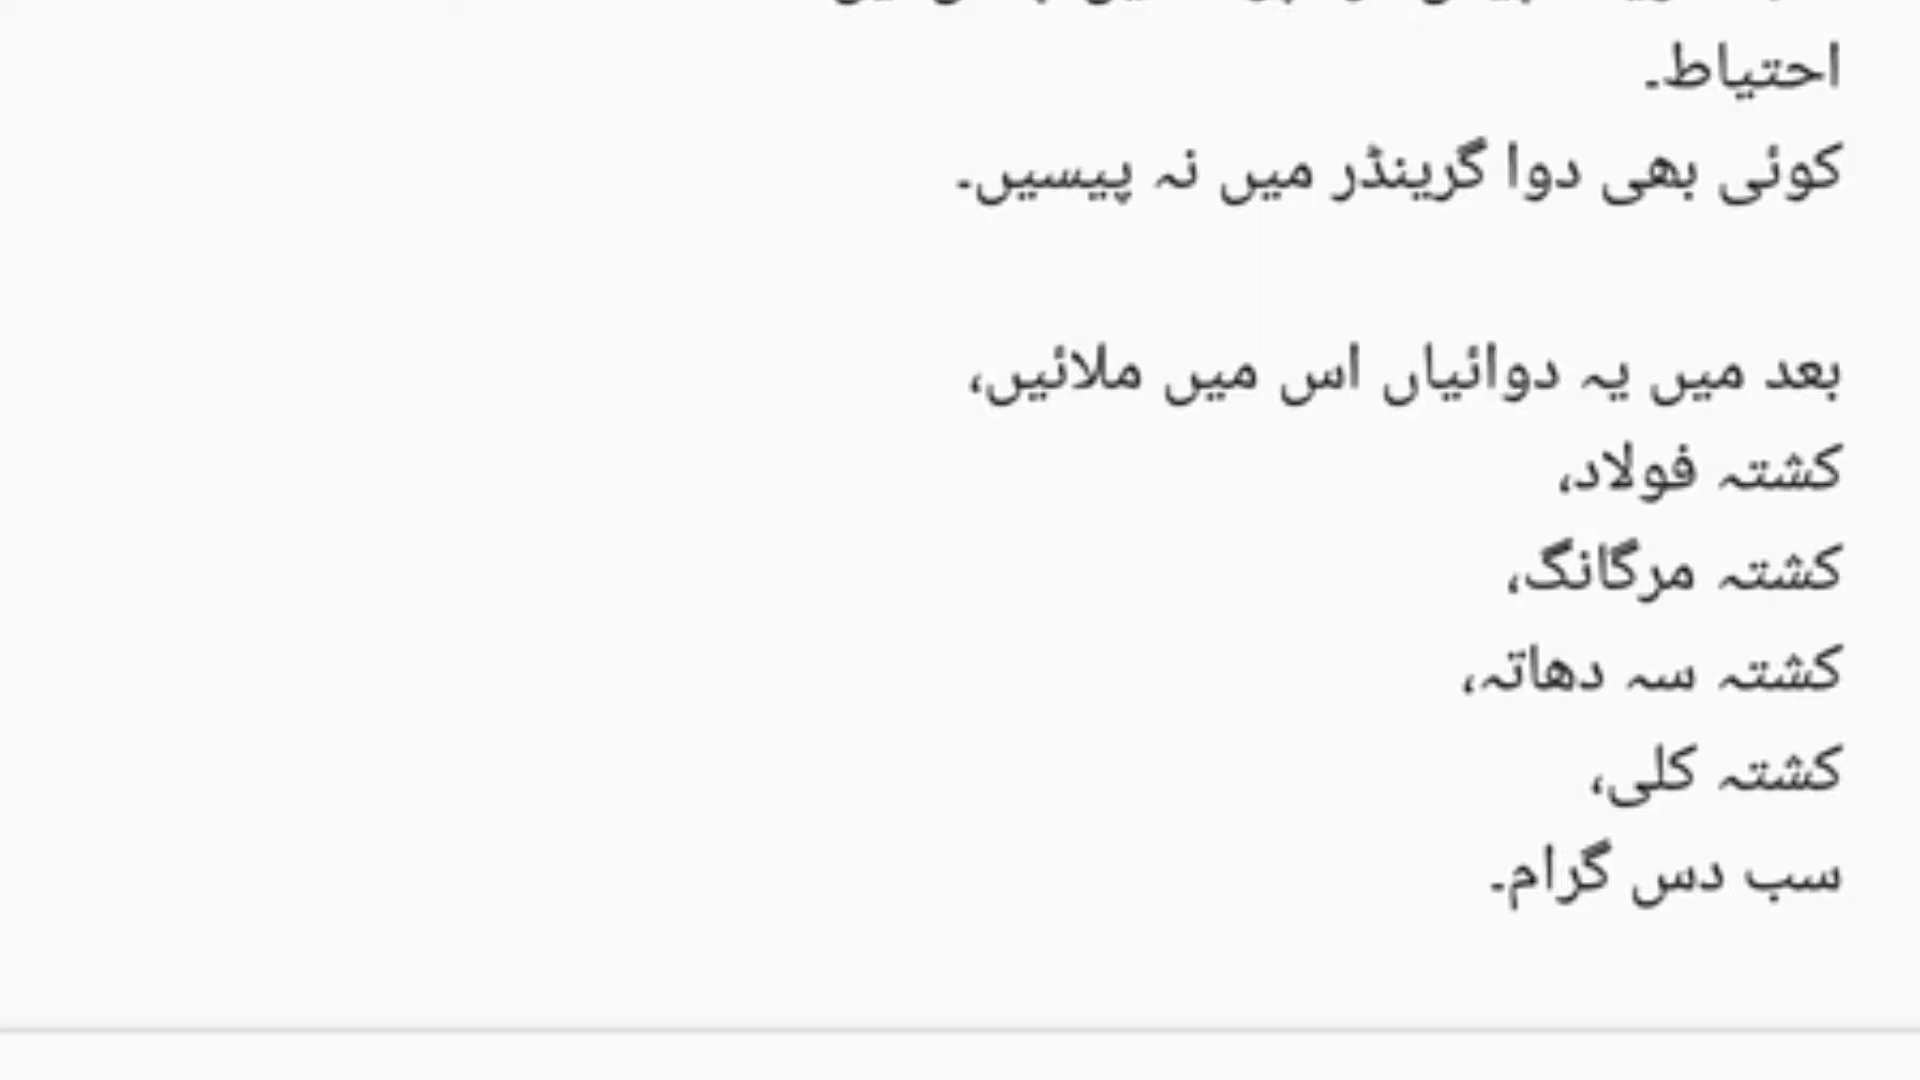 احتیاط۔
کوئی بھی دوا گرینڈر میں نہ پیسیں۔
بعد میں یہ دوائیاں اس میں ملائیں،
کشتہ فولاد،
کشتہ مرگانگ،
کشتہ سہ دھاتہ،
کشتہ کلی،
سب دس گرام۔